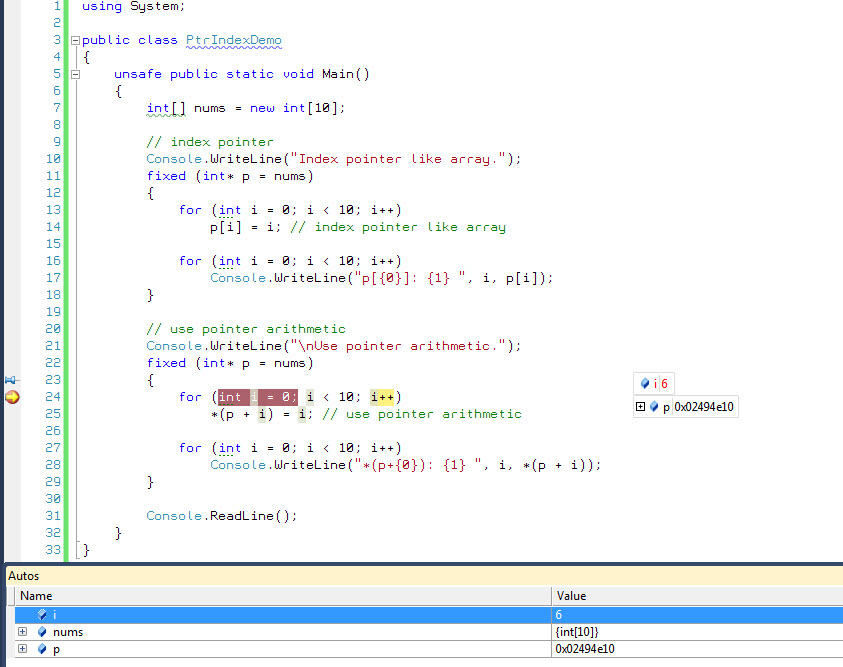 1 using System;
2
3 public class PtrIndexDemo
4 {
5     unsafe public static void Main()
6     {
7         int[] nums = new int[10];
8
9         // index pointer
10         Console.WriteLine("Index pointer like array.");
11         fixed (int* p = nums)
12         {
13             for (int i = 0; i < 10; i++)
14                 p[i] = i; // index pointer like array
15
16             for (int i = 0; i < 10; i++)
17                 Console.WriteLine("p[{0}]: {1} ", i, p[i]);
18         }
19
20         // use pointer arithmetic
21         Console.WriteLine("\nUse pointer arithmetic.");
22         fixed (int* p = nums)
23         {
24             for (int i = 0; i < 10; i++)
25                 *(p + i) = i; // use pointer arithmetic
26
27             for (int i = 0; i < 10; i++)
28                 Console.WriteLine("*(p+{0}): {1} ", i, *(p + i));
29         }
30
31         Console.ReadLine();
32     }
33 }
i 6
p 0x02494e10
Autos
Name Value
i 6
nums {int[10]}
p 0x02494e10